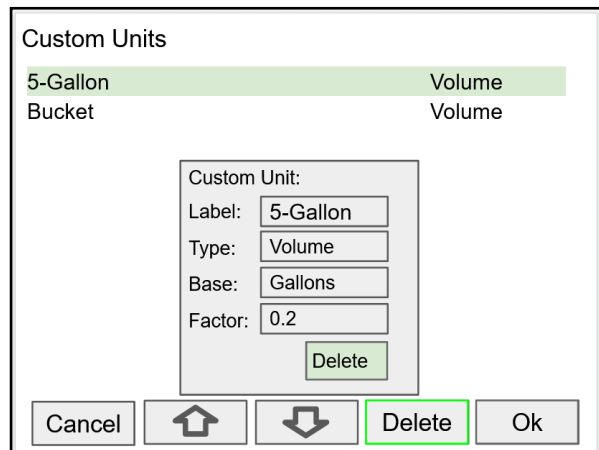 Custom Units
5-Gallon Volume
Bucket Volume
Custom Unit:
Label: 5-Gallon
Type: Volume
Base: Gallons
Factor: 0.2
Delete
Cancel Delete Ok